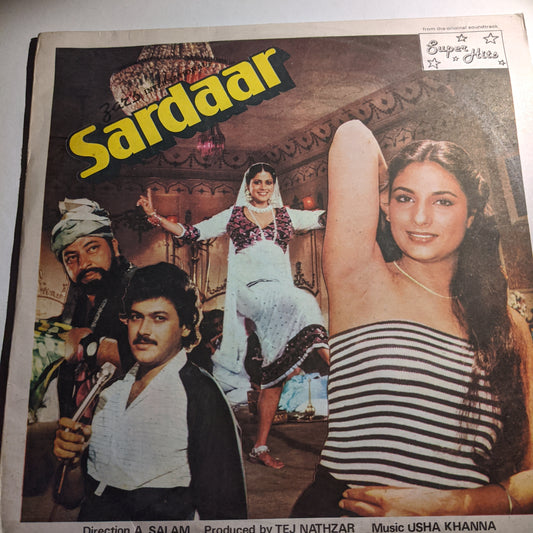 from the original soundtrack
Super
Hits
Sardaar
Direction A. SALAM Produced by TEJ NATHZAR Music USHA KHANNA